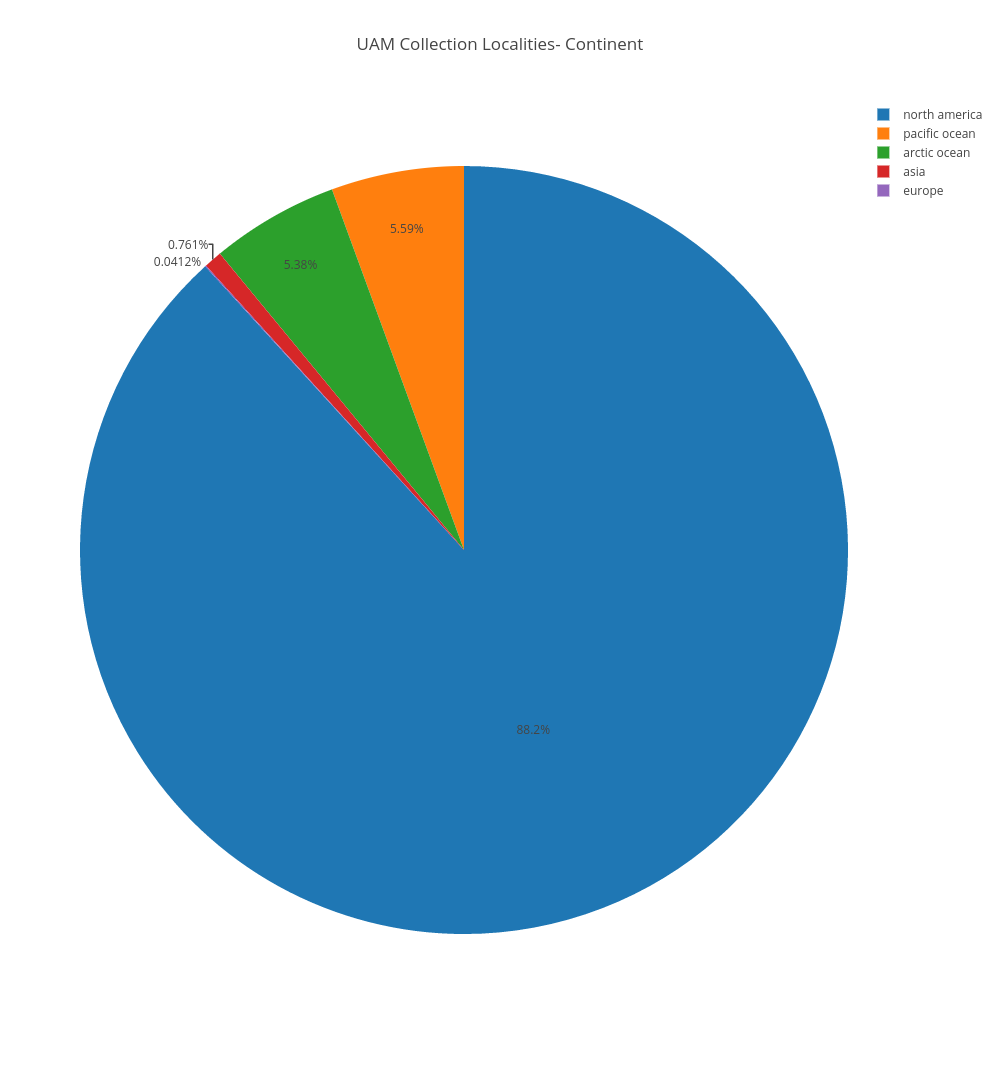 UAM Collection Localities- Continent
north america
pacific ocean
arctic ocean
asia
europe
5.59%
0.761%
0.0412%
5.38%
88.2%